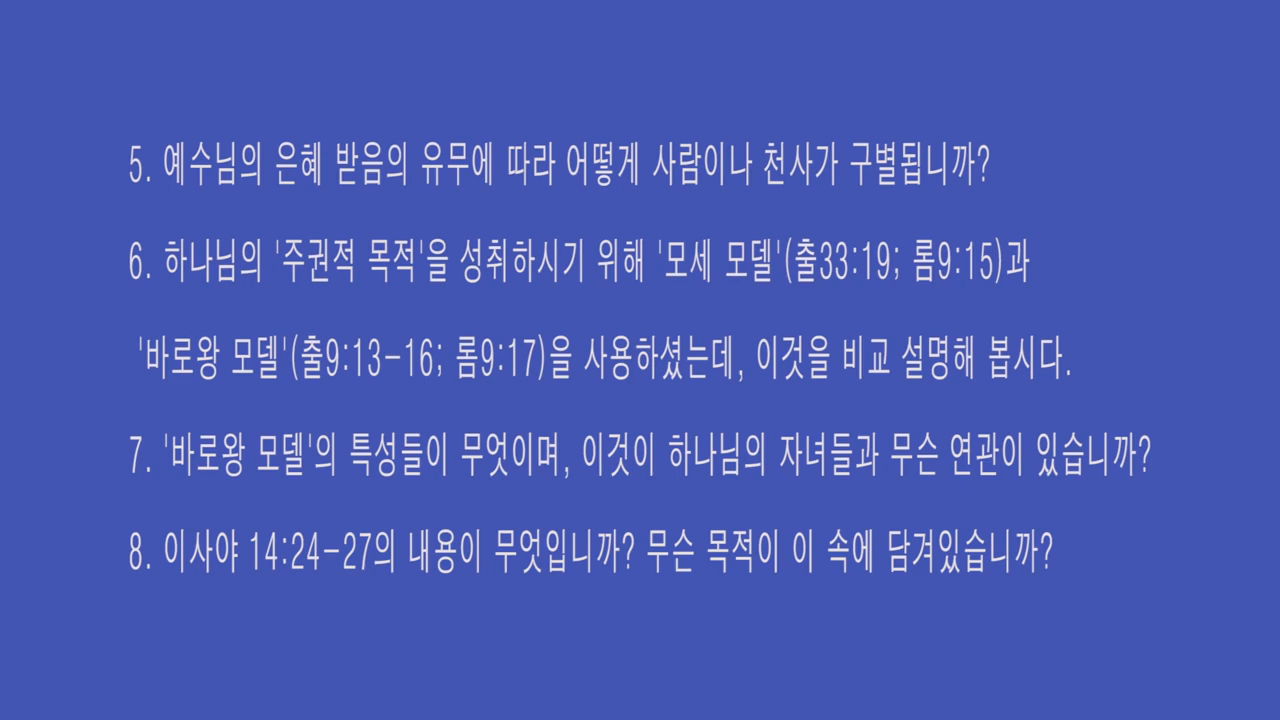 5. 예수님의 은혜 받음의 유무에 따라 어떻게 사람이나 천사가 구별됩니까?
6. 하나님의 '주권적 목적'을 성취하시기 위해 '모세 모델'(출33:19; 롬9:15)과
'바로왕 모델'(출9:13-16; 롬9:17)을 사용하셨는데, 이것을 비교 설명해 봅시다.
7. '바로왕 모델'의 특성들이 무엇이며, 이것이 하나님의 자녀들과 무슨 연관이 있습니까?
8. 이사야 14:24-27의 내용이 무엇입니까? 무슨 목적이 이 속에 담겨있습니까?